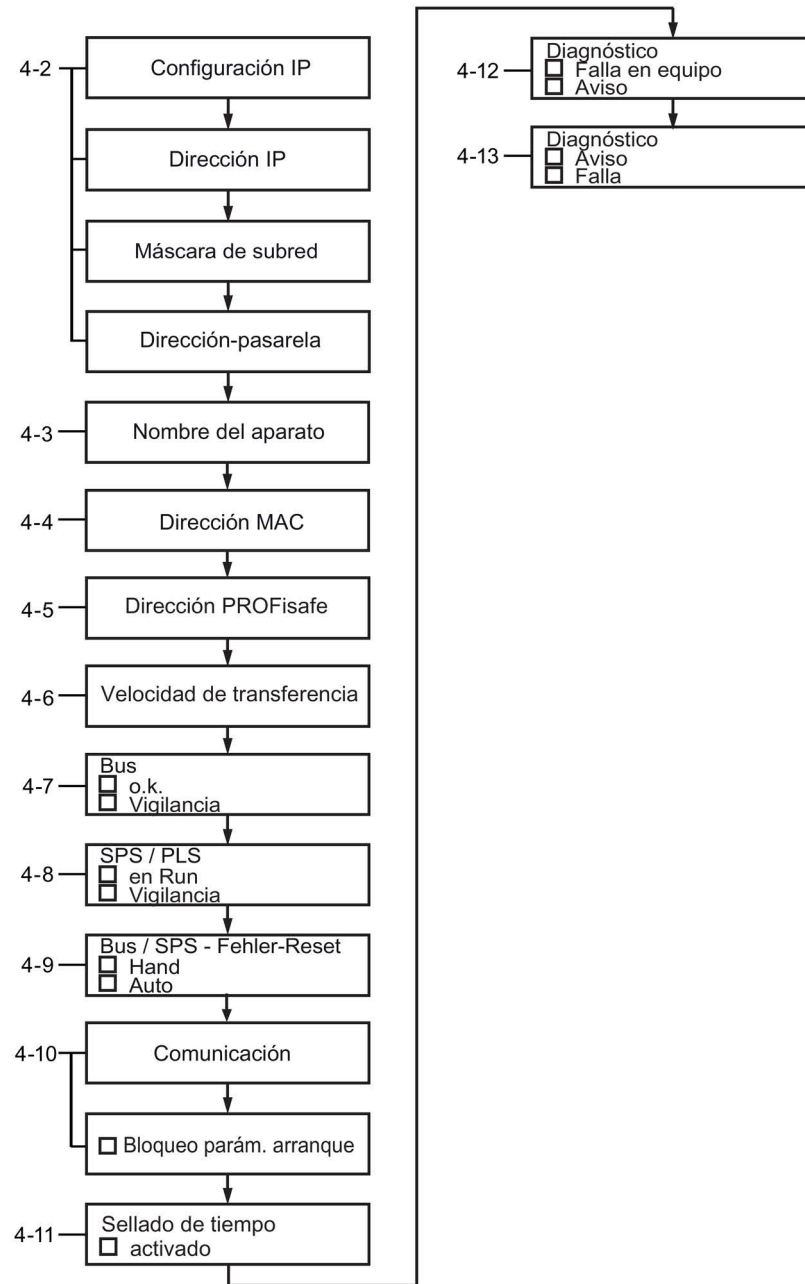 4-2
Configuración IP
Dirección IP
Máscara de subred
Dirección-pasarela
4-3
Nombre del aparato
4-4
Dirección MAC
4-5
Dirección PROFIsafe
4-6
Velocidad de transferencia
4-7
Bus
o.k.
Vigilancia
4-8
SPS / PLS
en Run
Vigilancia
4-9
Bus / SPS - Fehler-Reset
Hand
Auto
4-10
Comunicación
Bloqueo parám. arranque
4-11
Sellado de tiempo
activado
4-12
Diagnóstico
Falla en equipo
Aviso
4-13
Diagnóstico
Aviso
Falla